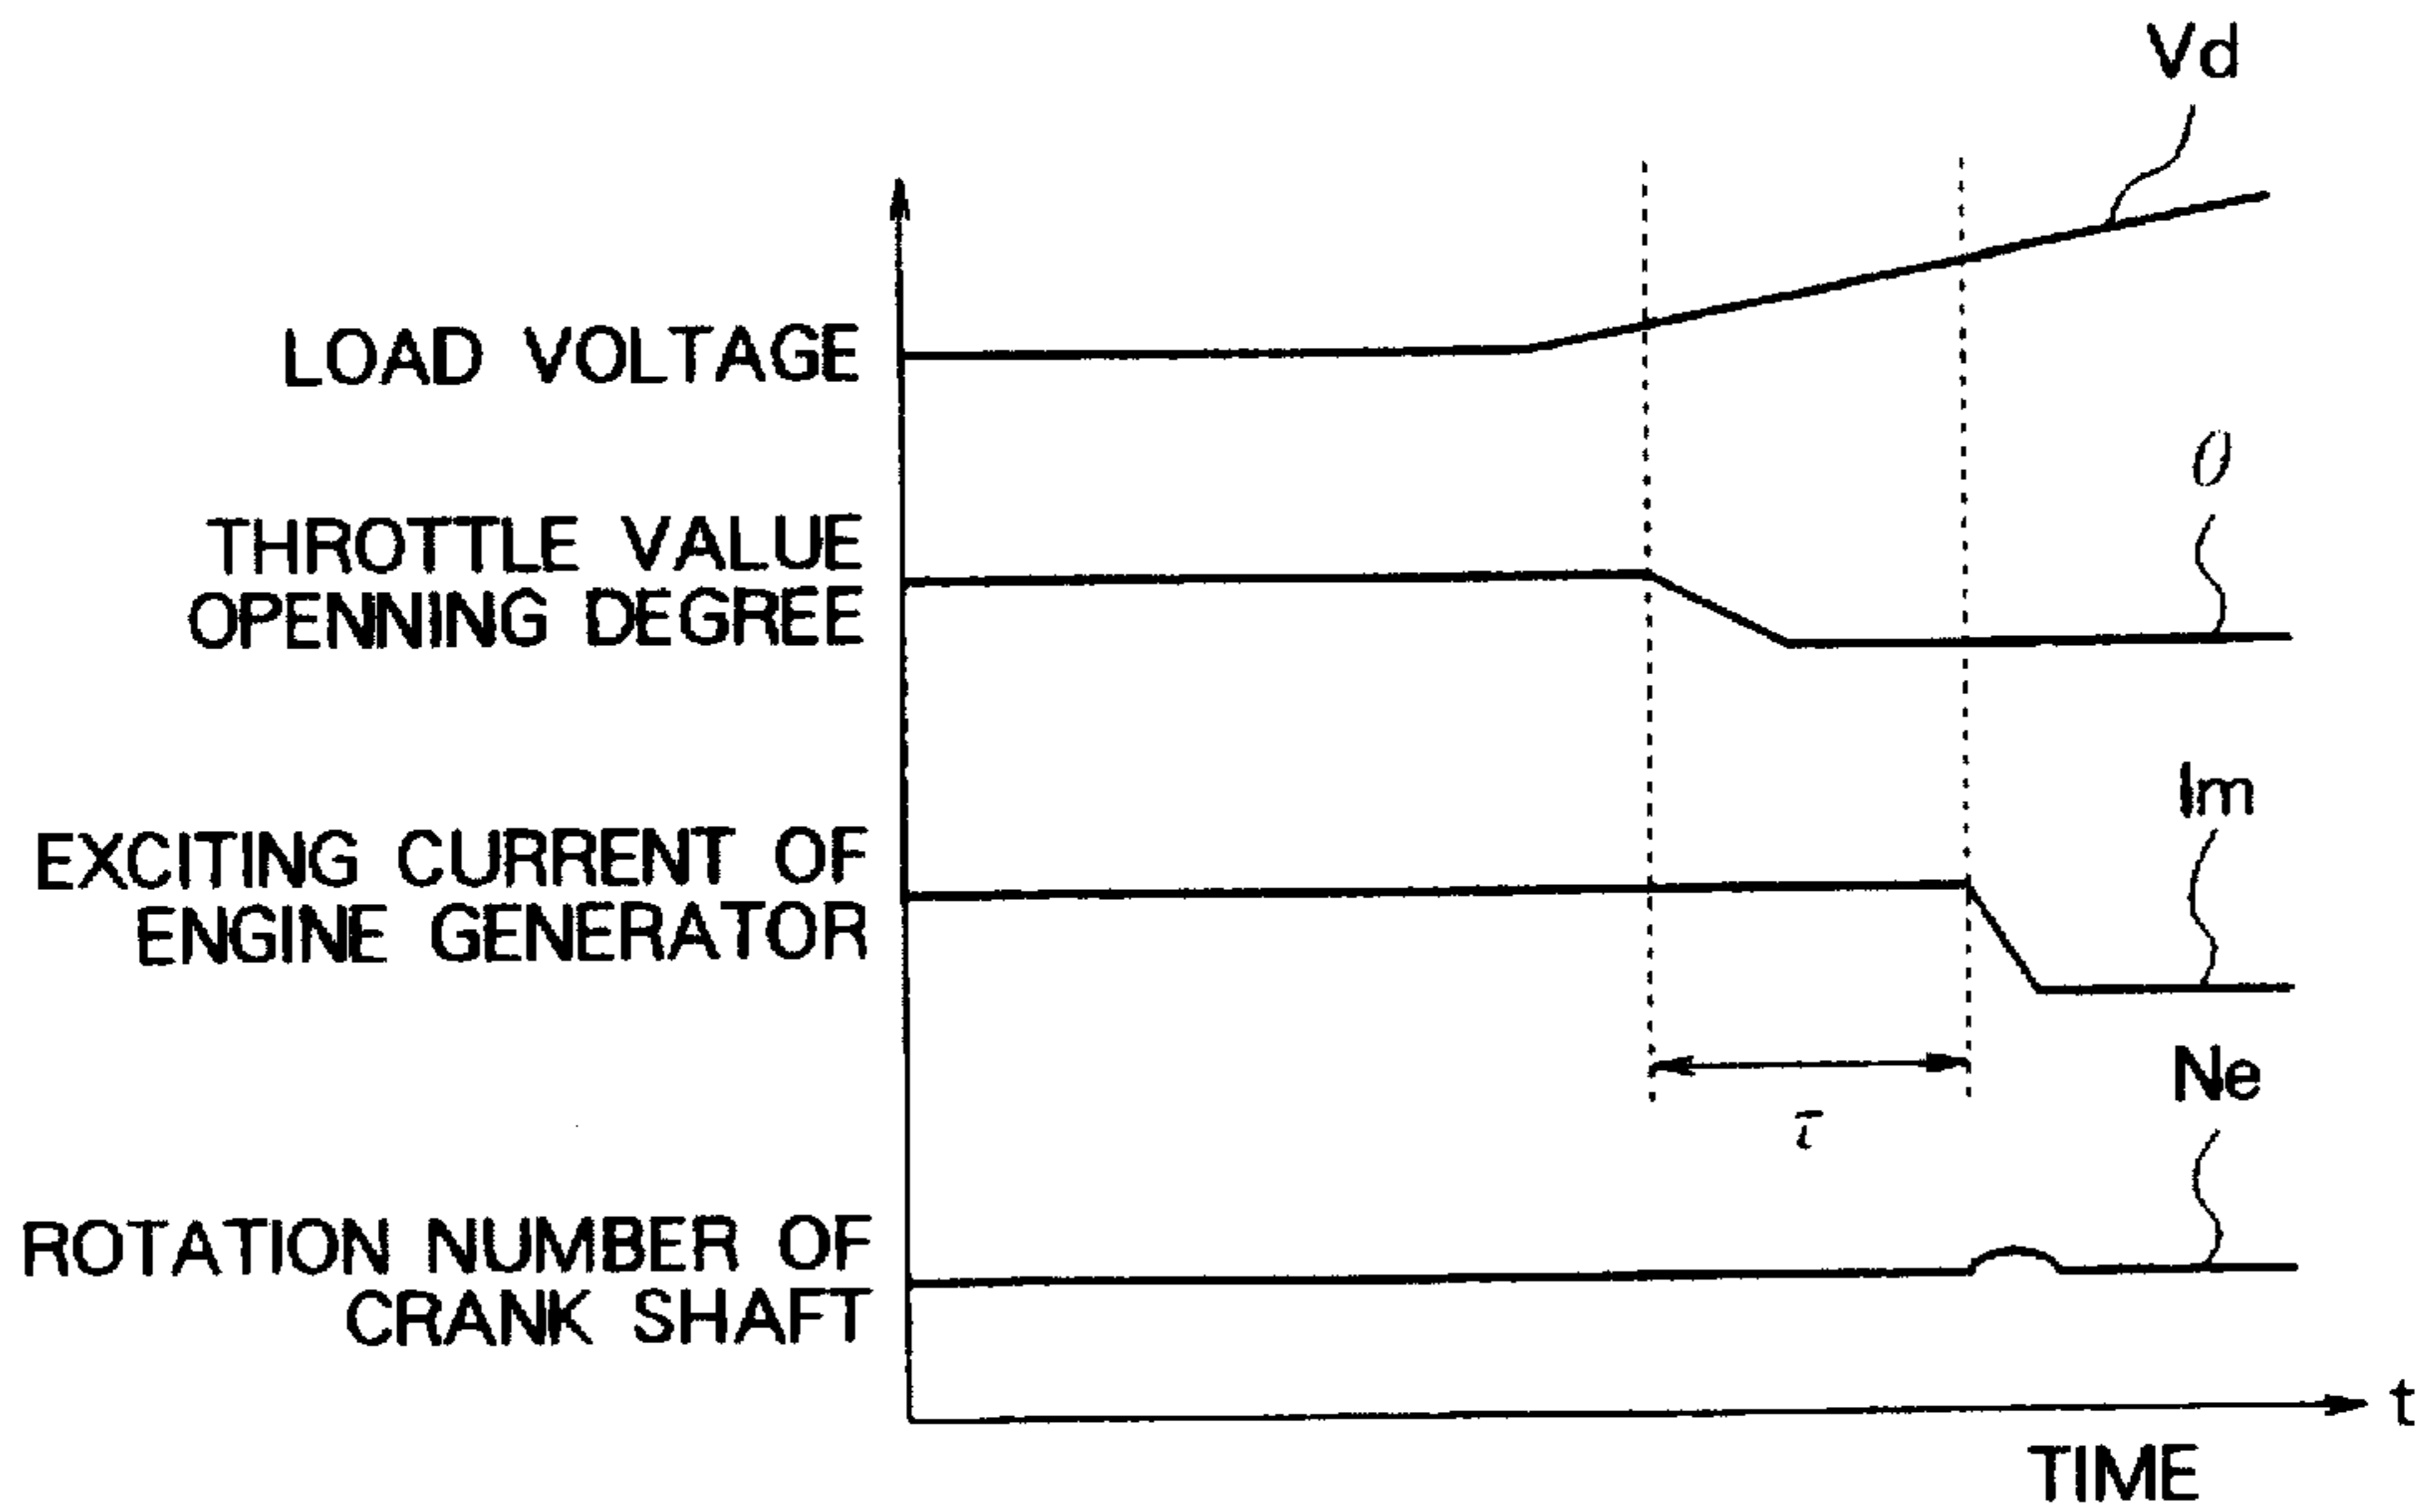 Vd
LOAD VOLTAGE
θ
THROTTLE VALUE
OPENNING DEGREE
Im
EXCITING CURRENT OF
ENGINE GENERATOR
Ne
τ
ROTATION NUMBER OF
CRANK SHAFT
t
TIME